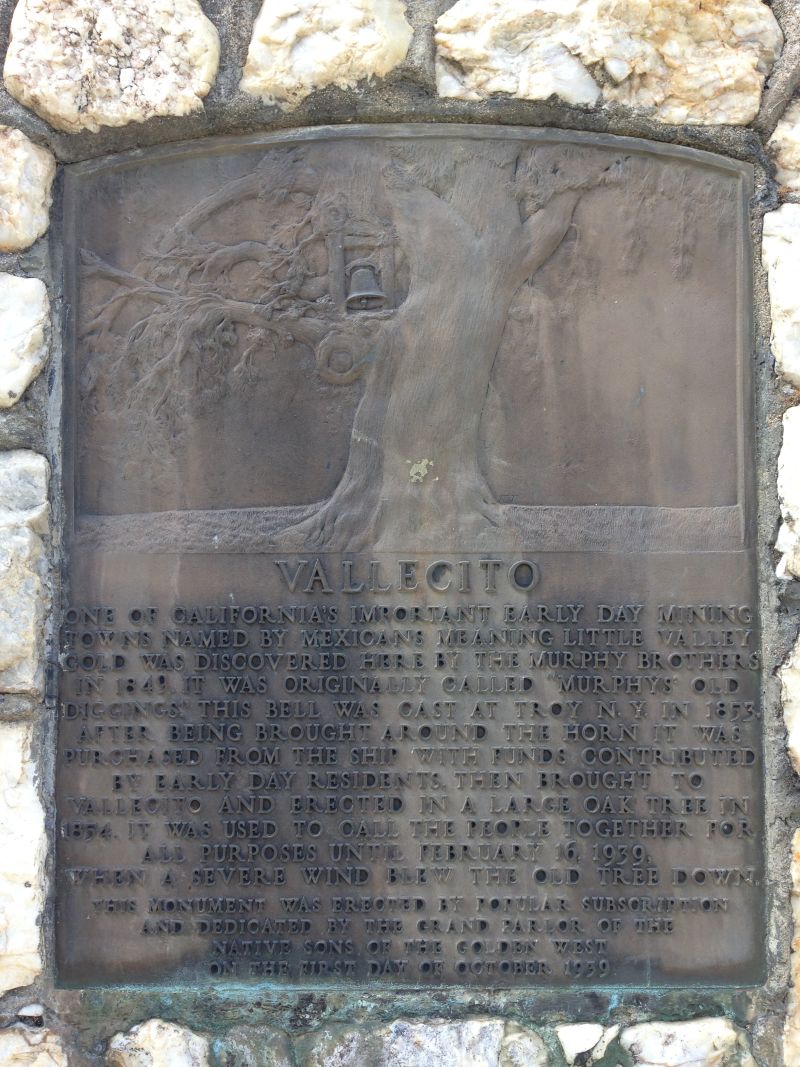 VALLECITO
ONE OF CALIFORNIA'S IMPORTANT EARLY DAY MINING
TOWNS NAMED BY MEXICANS MEANING LITTLE VALLEY
GOLD WAS DISCOVERED HERE BY THE MURPHY BROTHERS
IN 1849. IT WAS ORIGINALLY CALLED "MURPHYS OLD
DIGGINGS." THIS BELL WAS CAST AT TROY N. Y. IN 1853.
AFTER BEING BROUGHT AROUND THE HORN IT WAS
PURCHASED FROM THE SHIP WITH FUNDS CONTRIBUTED
BY EARLY DAY RESIDENTS, THEN BROUGHT TO
VALLECITO AND ERECTED IN A LARGE OAK TREE IN
1854. IT WAS USED TO CALL THE PEOPLE TOGETHER FOR
ALL PURPOSES UNTIL FEBRUARY 16, 1939,
WHEN A SEVERE WIND BLEW THE OLD TREE DOWN.
THIS MONUMENT WAS ERECTED BY POPULAR SUBSCRIPTION
AND DEDICATED BY THE GRAND PARLOR OF THE
NATIVE SONS OF THE GOLDEN WEST
ON THE FIRST DAY OF OCTOBER 1939.